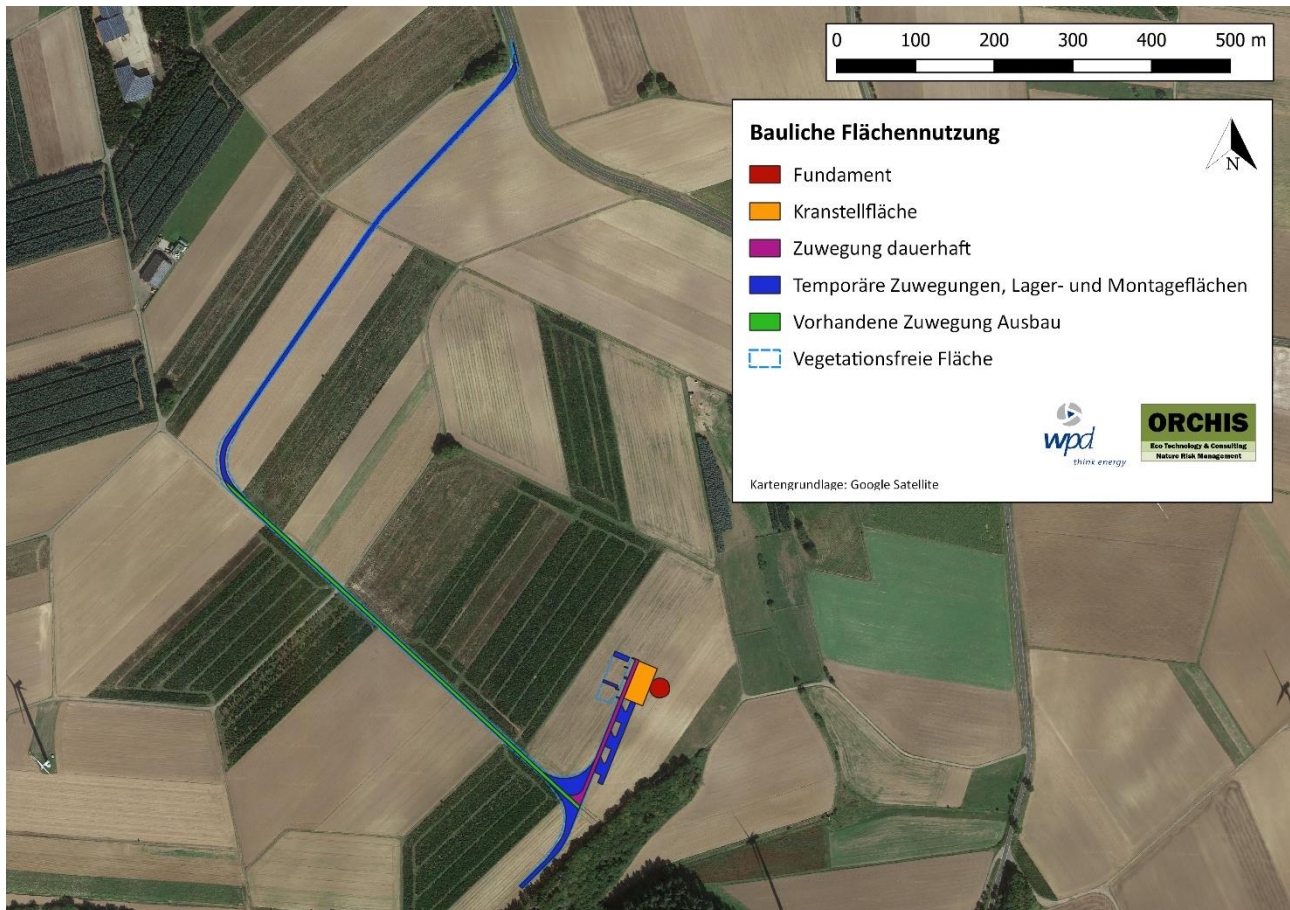 0 100 200 300 400 500 m
Bauliche Flächennutzung
N
Fundament
Kranstellfläche
Zuwegung dauerhaft
Temporäre Zuwegungen, Lager- und Montageflächen
Vorhandene Zuwegung Ausbau
Vegetationsfreie Fläche
wpd
think energy
ORCHIS
Eco Technology & Consulting
Nature Risk Management
Kartengrundlage: Google Satellite